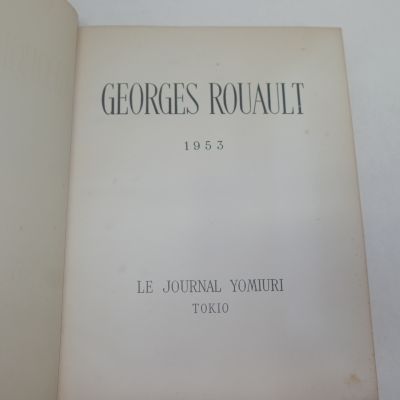 GEORGES ROUAULT
1953
LE JOURNAL YOMIURI
TOKIO